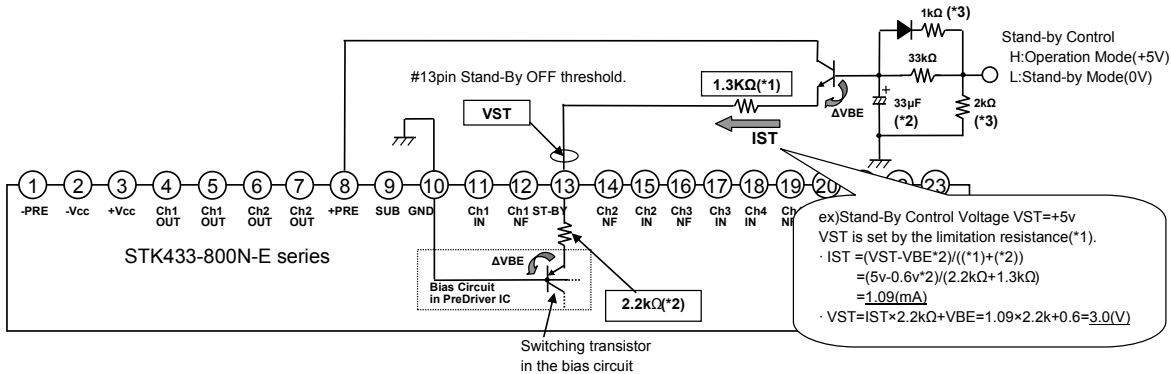 1kΩ (*3)
Stand-by Control
H:Operation Mode(+5V)
L:Stand-by Mode(0V)
33kΩ
#13pin Stand-By OFF threshold.
1.3KΩ(*1)
ΔVBE
33µF
(*2)
2kΩ
(*3)
VST
IST
1 2 3 4 5 6 7 8 9 10 11 12 13 14 15 16 17 18 19 20 23
-PRE -Vcc +Vcc Ch1 OUT Ch1 OUT Ch2 OUT Ch2 OUT +PRE SUB GND Ch1 IN Ch1 NF ST-BY Ch2 NF Ch2 IN Ch3 NF Ch3 IN Ch4 IN
STK433-800N-E series
ΔVBE
Bias Circuit
in PreDriver IC
2.2kΩ(*2)
Switching transistor
in the bias circuit
ex)Stand-By Control Voltage VST=+5v
VST is set by the limitation resistance(*1).
· IST =(VST-VBE*2)/((*1)+(*2))
=(5v-0.6v*2)/(2.2kΩ+1.3kΩ)
=1.09(mA)
· VST=IST×2.2kΩ+VBE=1.09×2.2k+0.6=3.0(V)